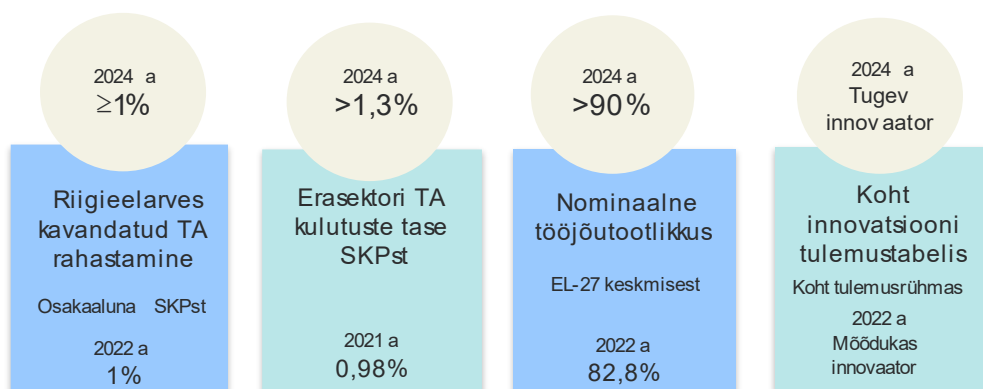 2024 a
≥1%
Riigieelarves
kavandatud TA
rahastamine
Osakaaluna SKPst
2022 a
1%
2024 a
>1,3%
Erasektori TA
kulutuste tase
SKPst
2021 a
0,98%
2024 a
>90%
Nominaalne
tööjõutootlikkus
EL-27 keskmisest
2022 a
82,8%
2024 a
Tugev
innovaator
Koht
innovatsiooni
tulemustabelis
Koht tulemusrühmas
2022 a
Mõõdukas
innovaator